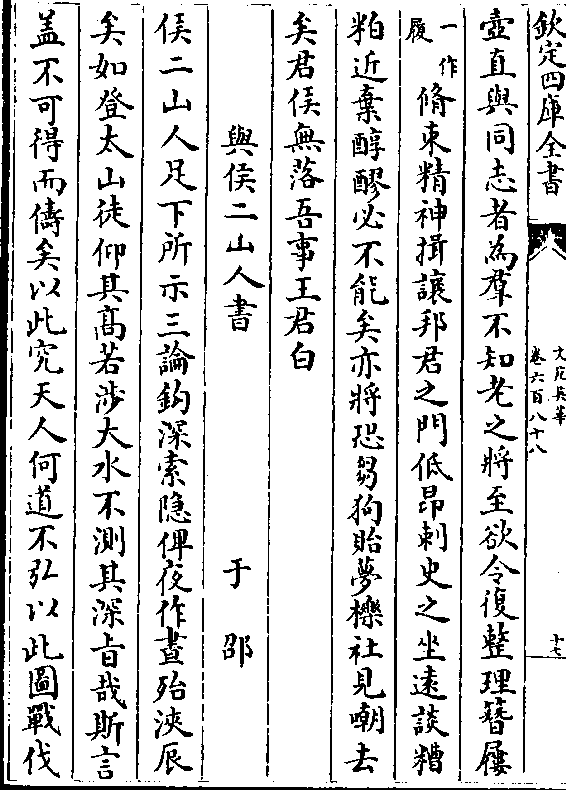 欽定四庫全書
文苑英華
卷六百八十八
十七
壺直與同志者為羣不知老之將至欲令復整理簪屨
一作
履
脩束精神揖讓邦君之門低昂刺史之坐遠談糟
粕近棄醇醪必不能矣亦將恐芻狗貽夢櫟社見嘲去
矣君侯無落吾事王君白
與侯二山人書
于邵
侯二山人足下所示三論鈎深索隐俾夜作晝殆浹辰
矣如登太山徒仰其髙若涉大水不測其深㫖哉斯言
盖不可得而儔矣以此究天人何道不弘以此圖戰伐